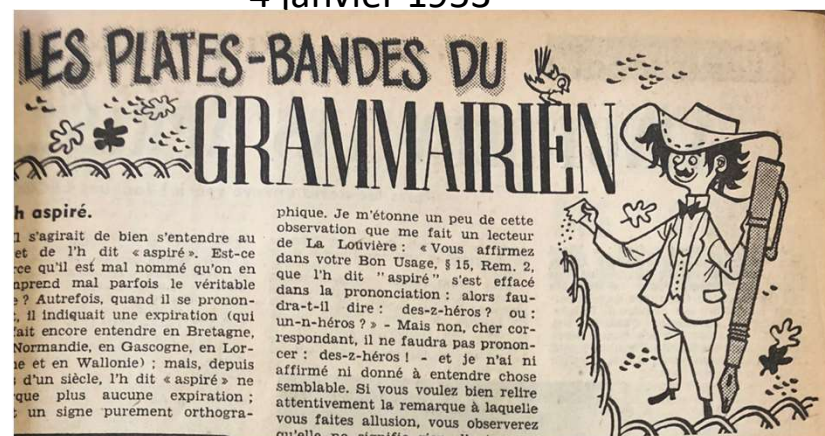 4 janvier 1953
LES PLATES-BANDES DU
GRAMMAIRIEN
h aspiré.
s'agirait de bien s'entendre au
et de l'h dit « aspiré ». Est-ce
ce qu'il est mal nommé qu'on en
mprend mal parfois le véritable
? Autrefois, quand il se pronon-
, il indiquait une expiration (qui
fait encore entendre en Bretagne,
Normandie, en Gascogne, en Lor-
ne et en Wallonie) ; mais, depuis
d'un siècle, l'h dit « aspiré » ne
que plus aucune expiration ;
un signe purement orthogra-
phique. Je m'étonne un peu de cette
observation que me fait un lecteur
de La Louvière : « Vous affirmez
dans votre Bon Usage, § 15, Rem. 2,
que l'h dit "aspiré" s'est effacé
dans la prononciation : alors fau-
dra-t-il dire : des-z-héros ? ou :
un-n-héros ? » - Mais non, cher cor-
respondant, il ne faudra pas pronon-
cer : des-z-héros ! - et je n'ai ni
affirmé ni donné à entendre chose
semblable. Si vous voulez bien relire
attentivement la remarque à laquelle
vous faites allusion, vous observerez